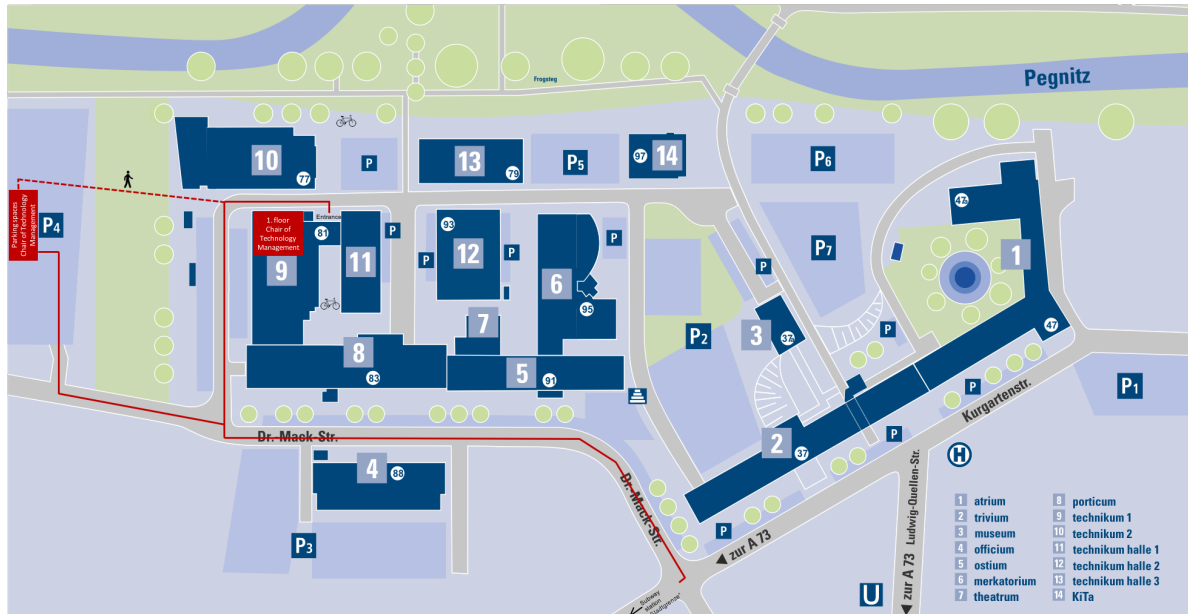 Frogsteg
Pegnitz
10
77
P
13
79
P5
97
14
P6
47a
Parking spaces
Chair of Technology
Management
P4
1. floor
Chair of
Technology
Management
Entrance
81
9
11
P
93
12
P
P
6
P
95
7
8
83
5
91
P2
P
P7
3
37a
P
1
47
P
P
P1
Kurgartenstr.
2
37
P
H
Dr.-Mack-Str.
4
88
P3
Dr.-Mack-Str.
P
zur A 73
Ludwig-Quellen-Str.
zur A 73
U
Subway
station
1 atrium
2 trivium
3 museum
4 officium
5 ostium
6 merkatorium
7 theatrum
8 porticum
9 technikum 1
10 technikum 2
11 technikum halle 1
12 technikum halle 2
13 technikum halle 3
14 KiTa